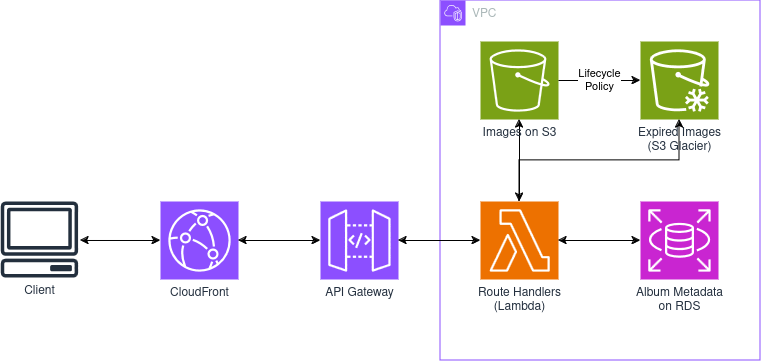 VPC
Lifecycle
Policy
Images on S3
Expired Images
(S3 Glacier)
Client
CloudFront
</>
API Gateway
Route Handlers
(Lambda)
Album Metadata
on RDS